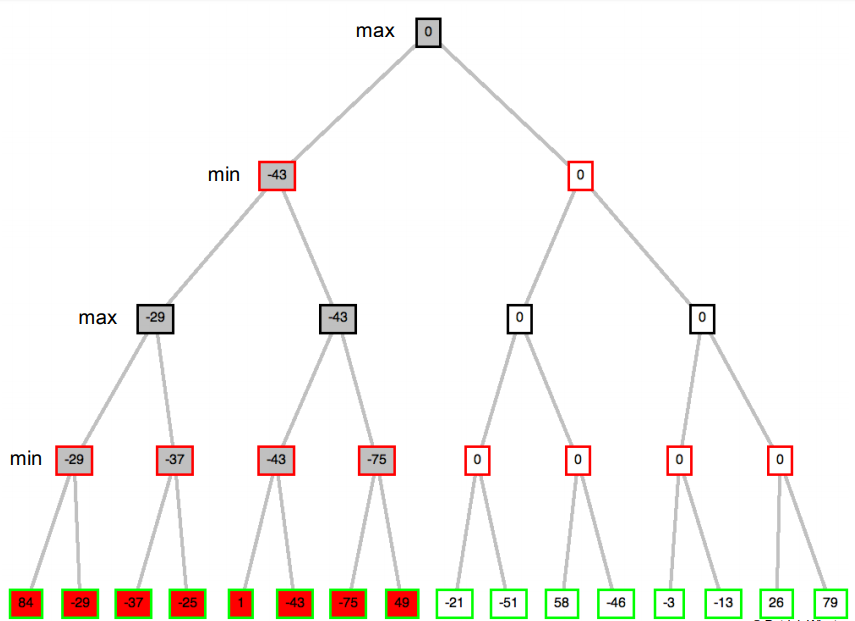 max 0
min -43 0
max -29 -43 0 0
min -29 -37 -43 -75 0 0 0 0
84 -29 -37 -25 1 -43 -75 49 -21 -51 58 -46 -3 -13 26 79